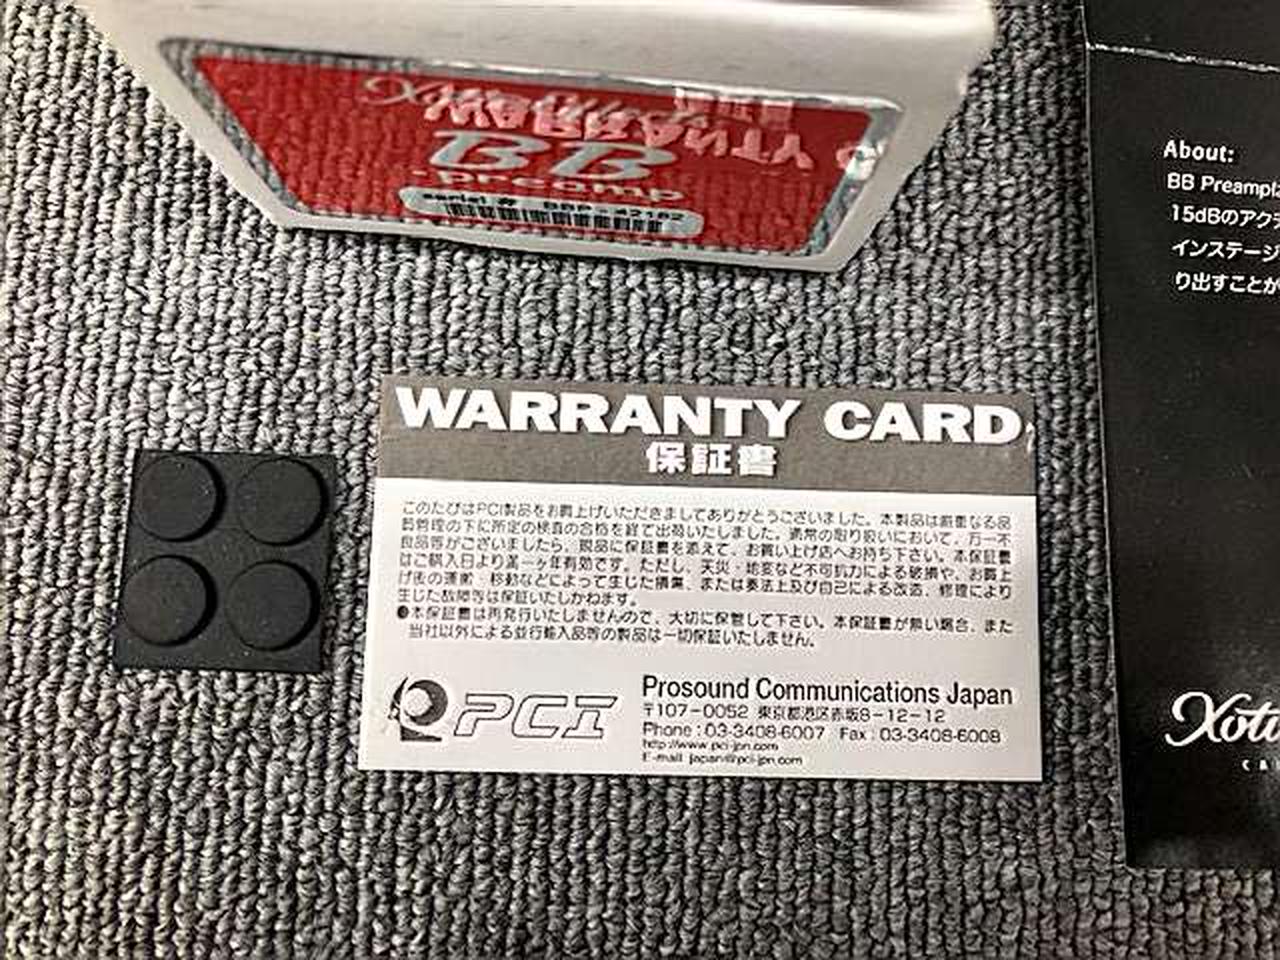 Xotic
BB
preamp
serial #
About:
BB Preampは
15dBのアクテ
インステージ
り出すことが
WARRANTY CARD
保証書
このたびはPCI製品をお買上げいただきましてありがとうございました。本製品は厳重なる品
質管理の下に所定の検査の合格を経て出荷いたしました。通常の取り扱いにおいて、万一不
良品等がございましたら、現品に保証書を添えて、お買い上げ店へお持ち下さい。本保証書
はご購入日より満一ヶ年有効です。ただし、天災・地変など不可抗力による破損や、お買上
げ後の運搬・移動などによって生じた損業、または奏法上及び自己による改造、修理により
生じた故障等は保証いたしかねます。
●本保証書は再発行いたしませんので、大切に保管して下さい。本保証書が無い場合、また
当社以外による並行輸入品等の製品は一切保証いたしません。
PCI
Prosound Communications Japan
〒107-0052 東京都港区赤坂8-12-12
Phone:03-3408-6007 Fax:03-3408-6008
http://www.pci-jpn.com
E-mail japan@pci-jpn.com
Xotic